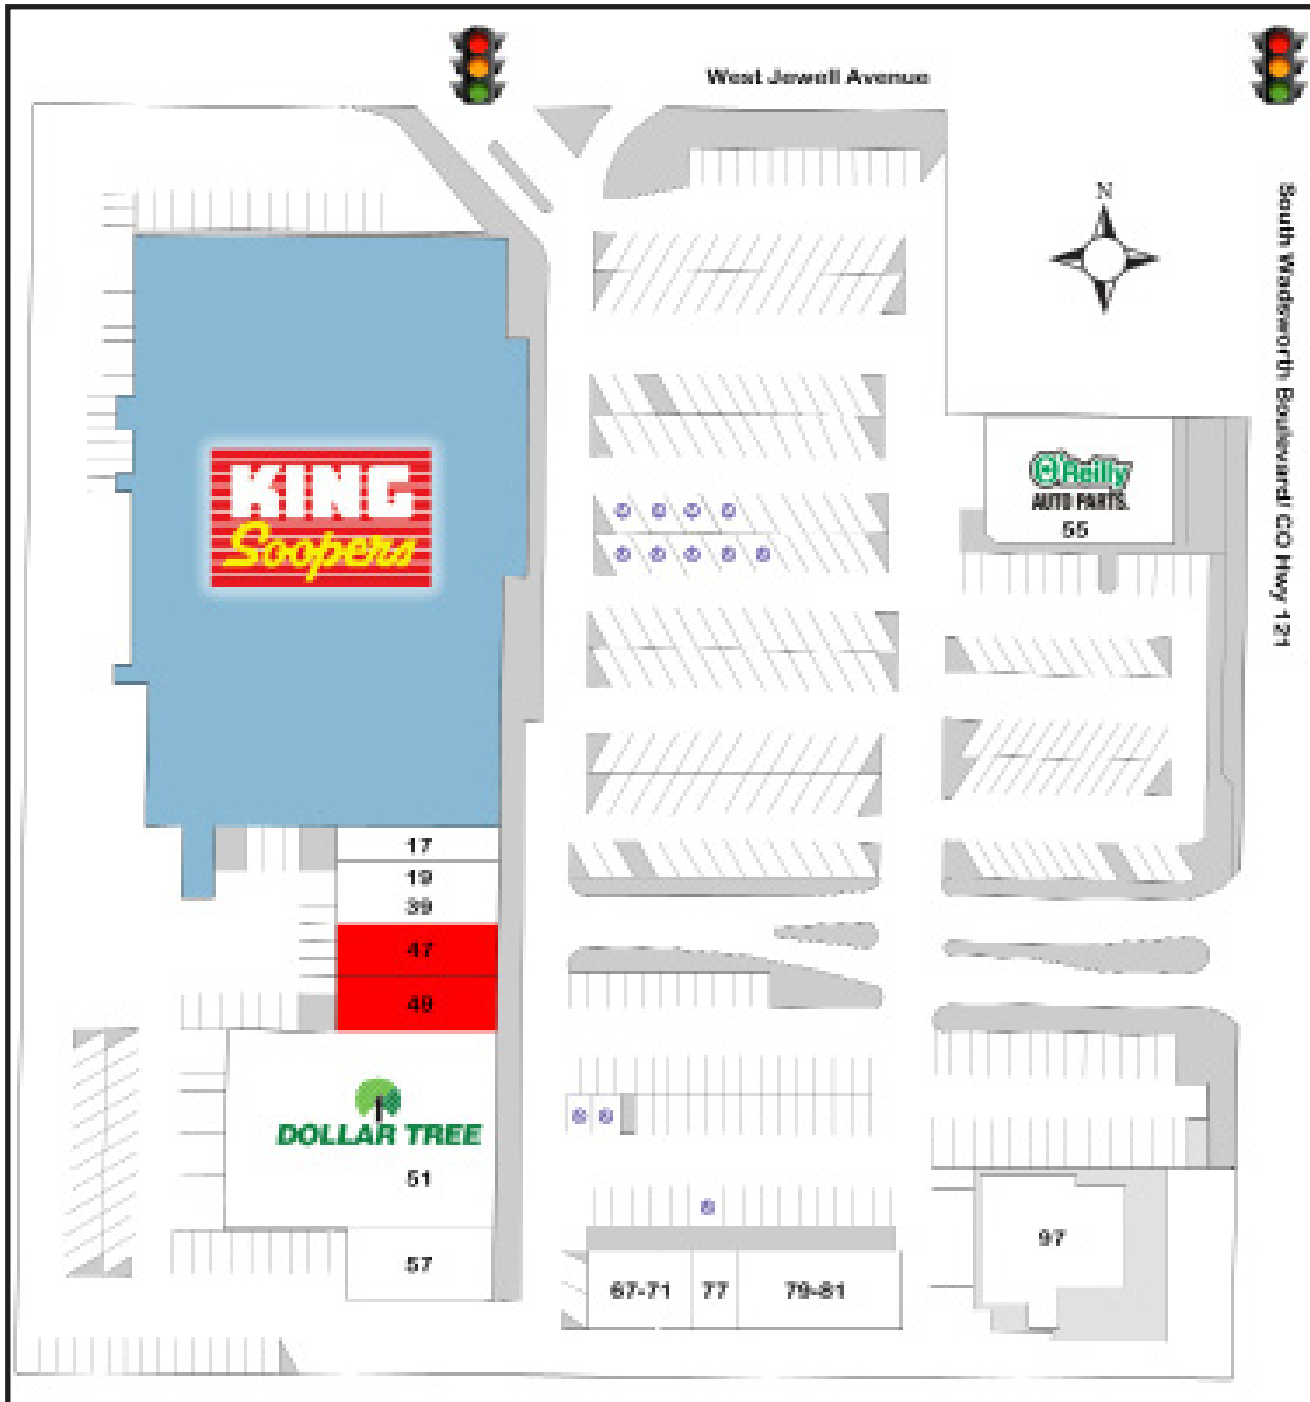 West Jewell Avenue
N
South Wadsworth Boulevard CO Hwy 121
KING
Soopers
O'Reilly
AUTO PARTS.
55
17
19
39
47
49
DOLLAR TREE
51
57
67-71
77
79-81
97